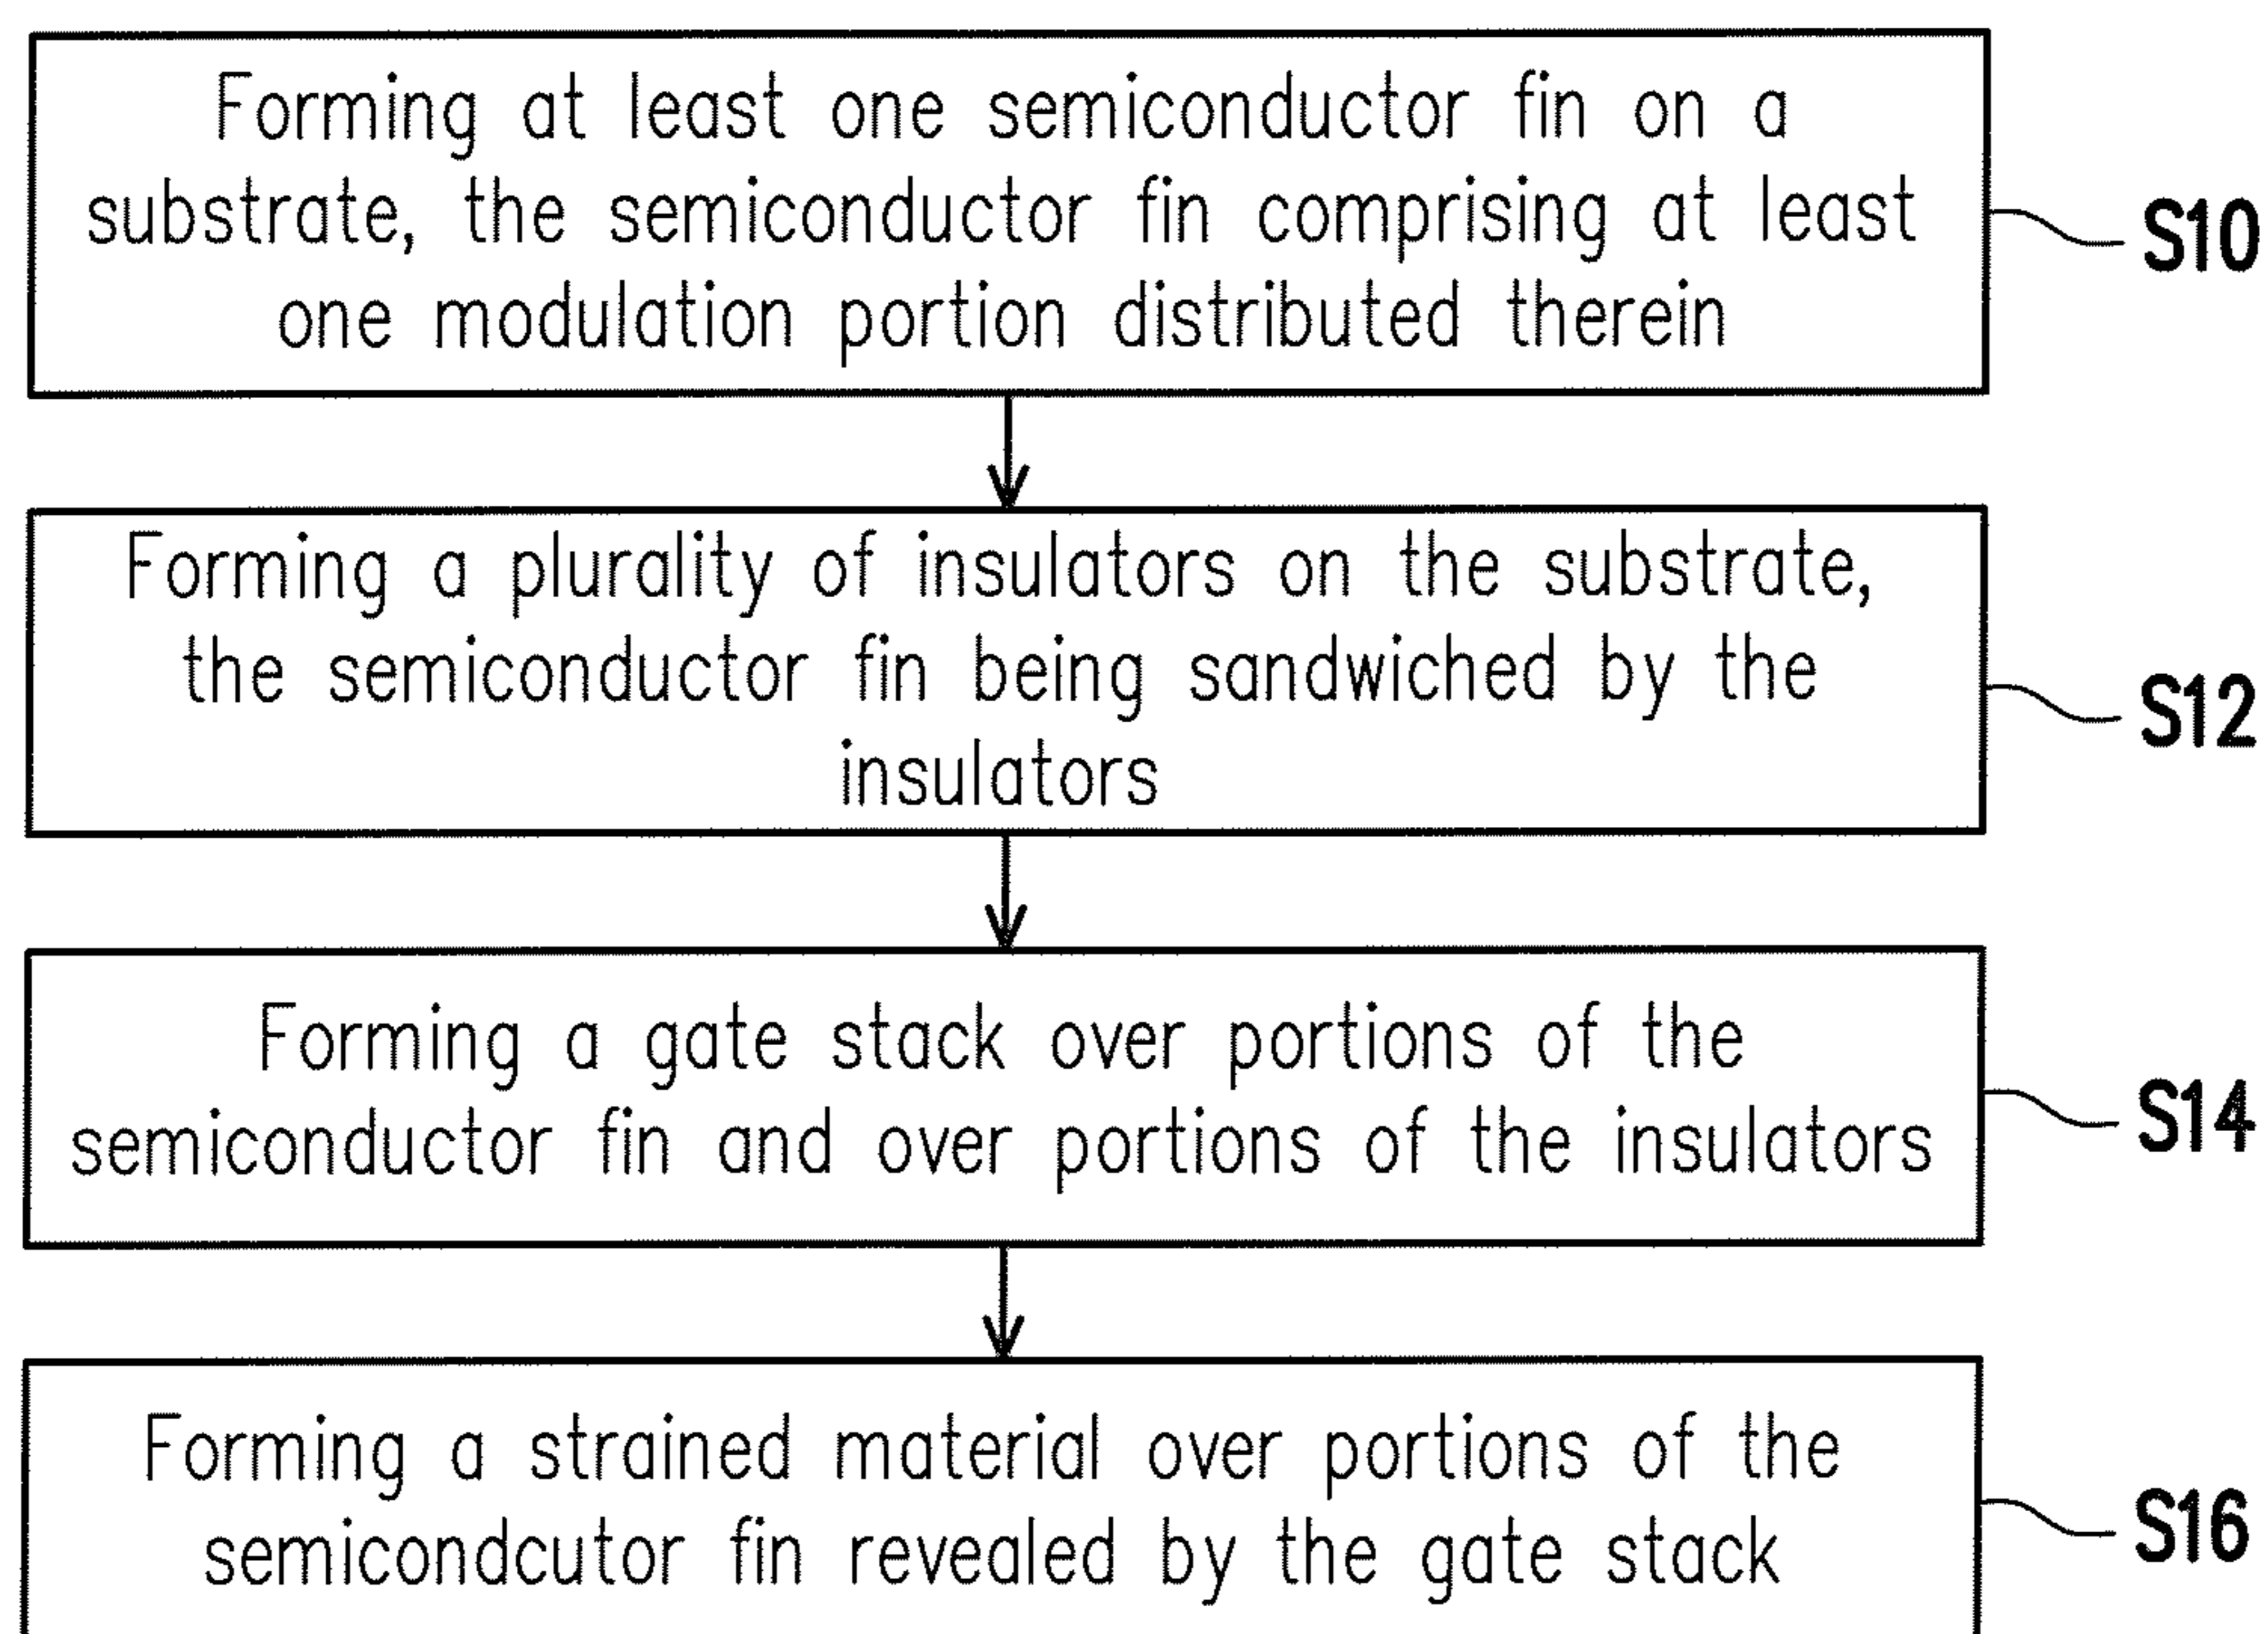 Forming at least one semiconductor fin on a
substrate, the semiconductor fin comprising at least
one modulation portion distributed therein
S10
Forming a plurality of insulators on the substrate,
the semiconductor fin being sandwiched by the
insulators
S12
Forming a gate stack over portions of the
semiconductor fin and over portions of the insulators
S14
Forming a strained material over portions of the
semicondcutor fin revealed by the gate stack
S16